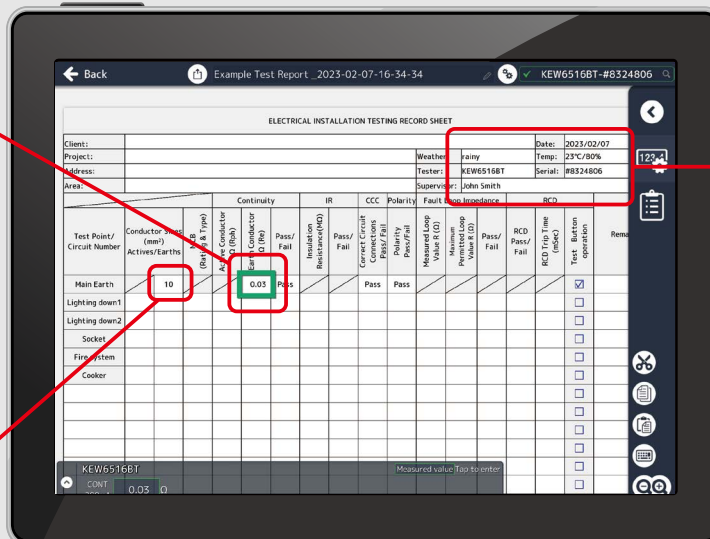 Back
Example Test Report _2023-02-07-16-34-34
KEW6516BT-#8324806
ELECTRICAL INSTALLATION TESTING RECORD SHEET
Client: Date: 2023/02/07
Project: Weather: rainy Temp: 23℃/80%
Address: Tester: KEW6516BT Serial: #8324806
Area: Supervisor: John Smith
Continuity IR CCC Polarity Fault Loop Impedance RCD
Test Point/ Circuit Number
Conductor Sizes (mm²) Actives/Earths
MCB (Rating & Type)
Active Conductor Ω (Rph)
Earth Conductor Ω (Re)
Pass/ Fail
Insulation Resistance(MΩ)
Pass/ Fail
Correct Circuit Connections Pass/ Fail
Polarity Pass/Fail
Measured Loop Value R (Ω)
Maximum Permitted Loop Value R (Ω)
Pass/ Fail
RCD Pass/ Fail
RCD Trip Time (mSec)
Test Button operation
Rema
Main Earth 10 0.03 Pass Pass Pass
Lighting down1
Lighting down2
Socket
Fire system
Cooker
KEW6516BT
Measured value Tap to enter
CONT
0.03 Ω